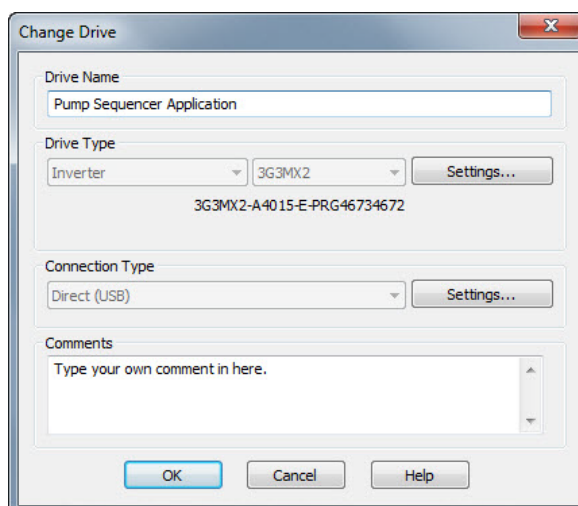 Change Drive
Drive Name
Pump Sequencer Application
Drive Type
Inverter 3G3MX2 Settings...
3G3MX2-A4015-E-PRG46734672
Connection Type
Direct (USB) Settings...
Comments
Type your own comment in here.
OK Cancel Help